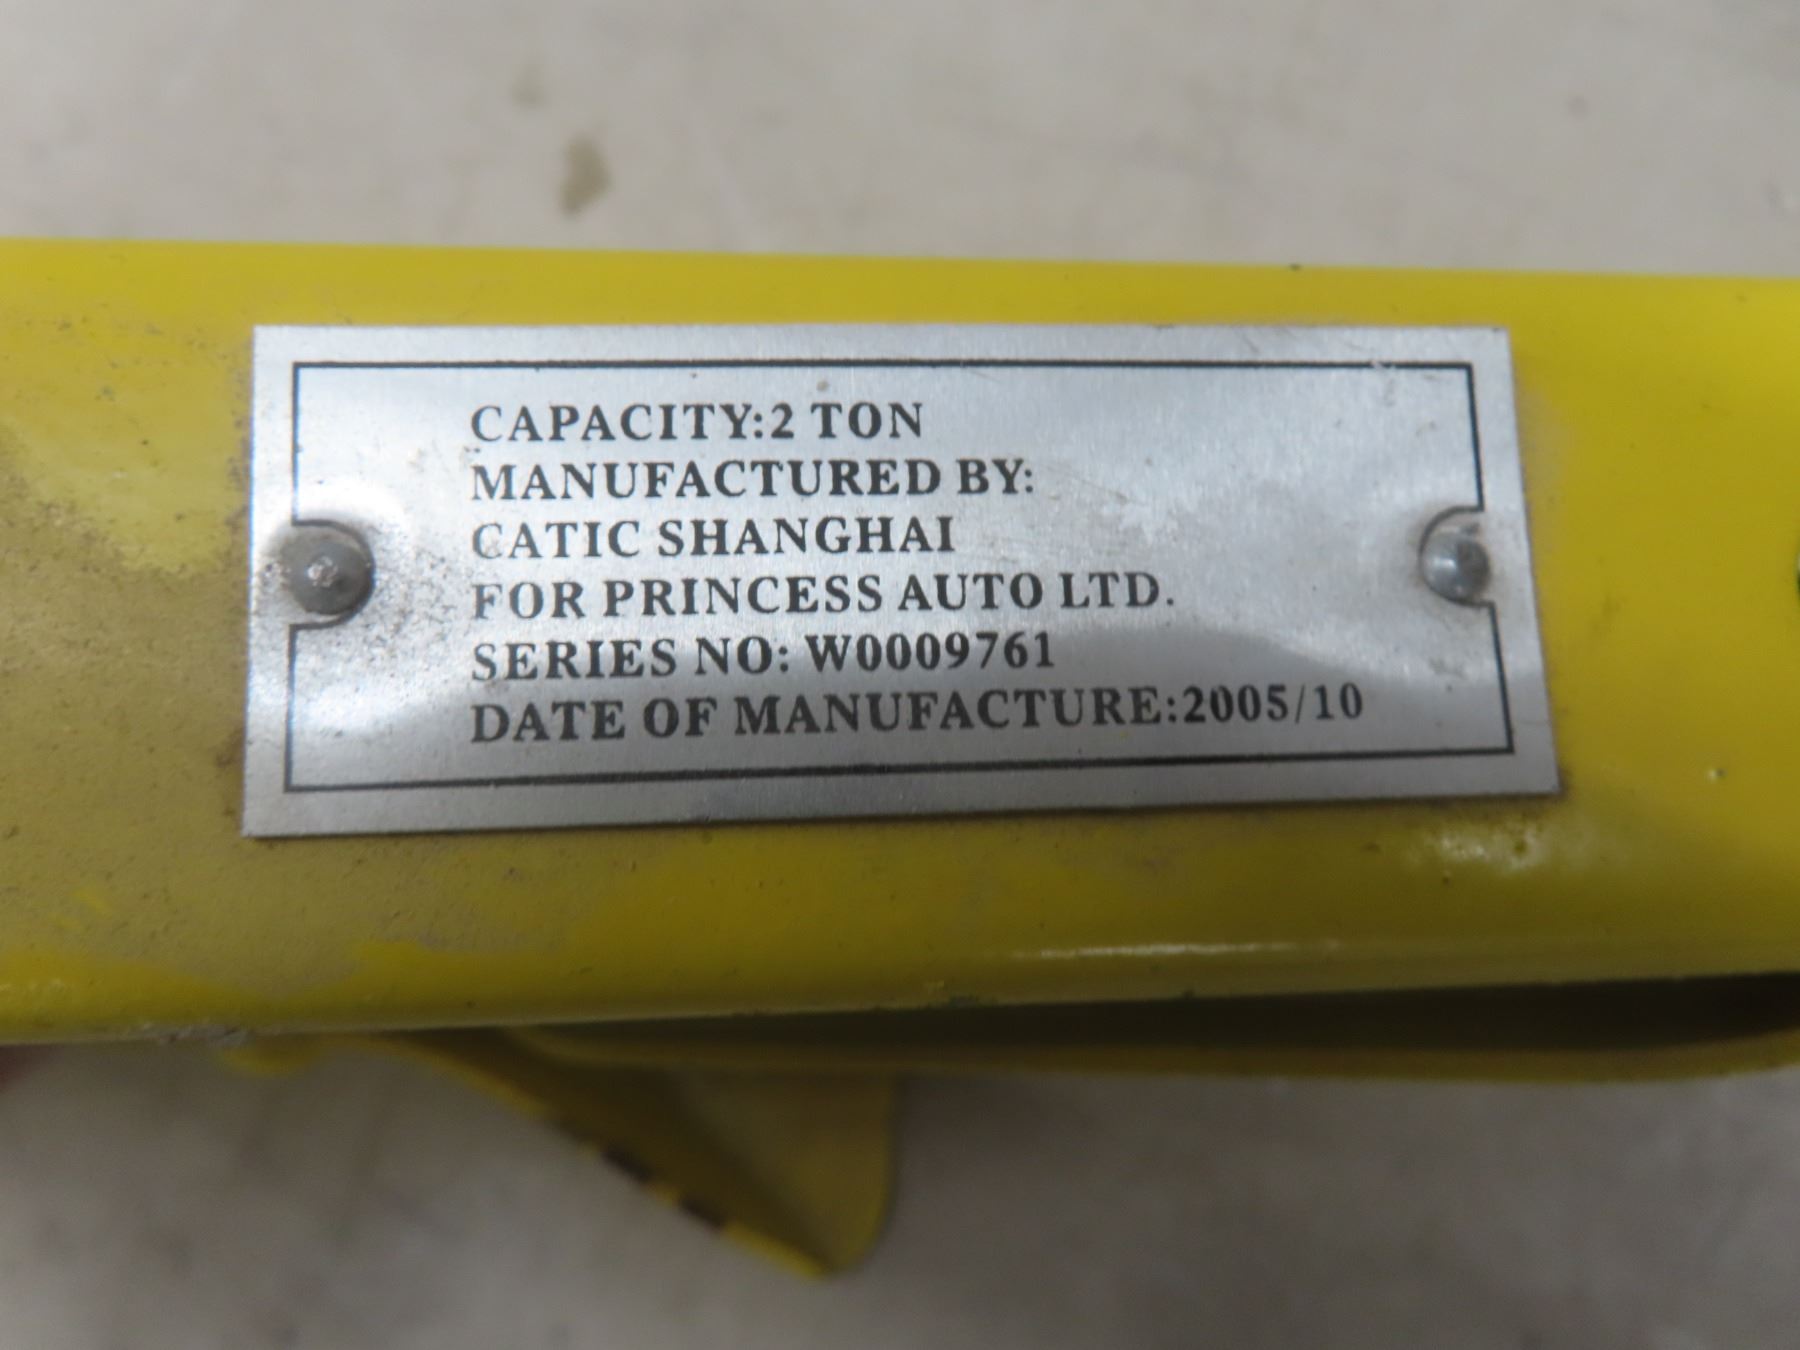 CAPACITY:2 TON
MANUFACTURED BY:
CATIC SHANGHAI
FOR PRINCESS AUTO LTD.
SERIES NO: W0009761
DATE OF MANUFACTURE:2005/10